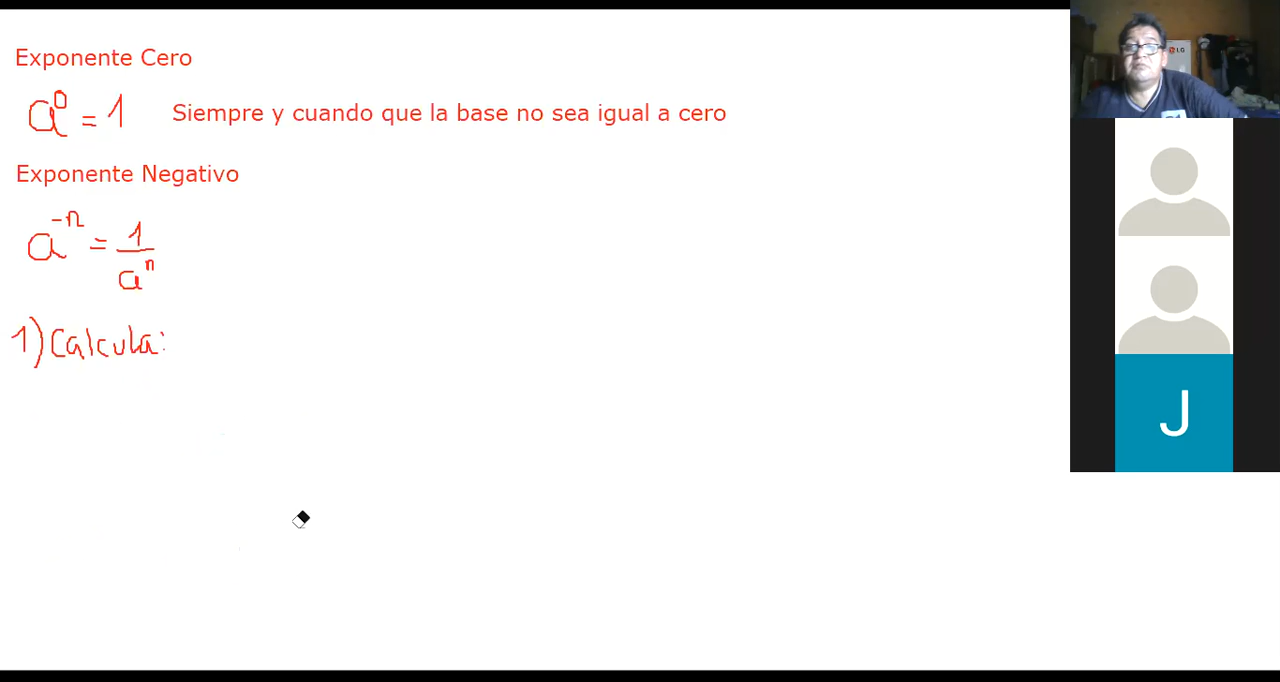 Exponente Cero
a⁰ = 1 Siempre y cuando que la base no sea igual a cero
Exponente Negativo
a⁻ⁿ = 1/aⁿ
1) Calcula:
LG
J